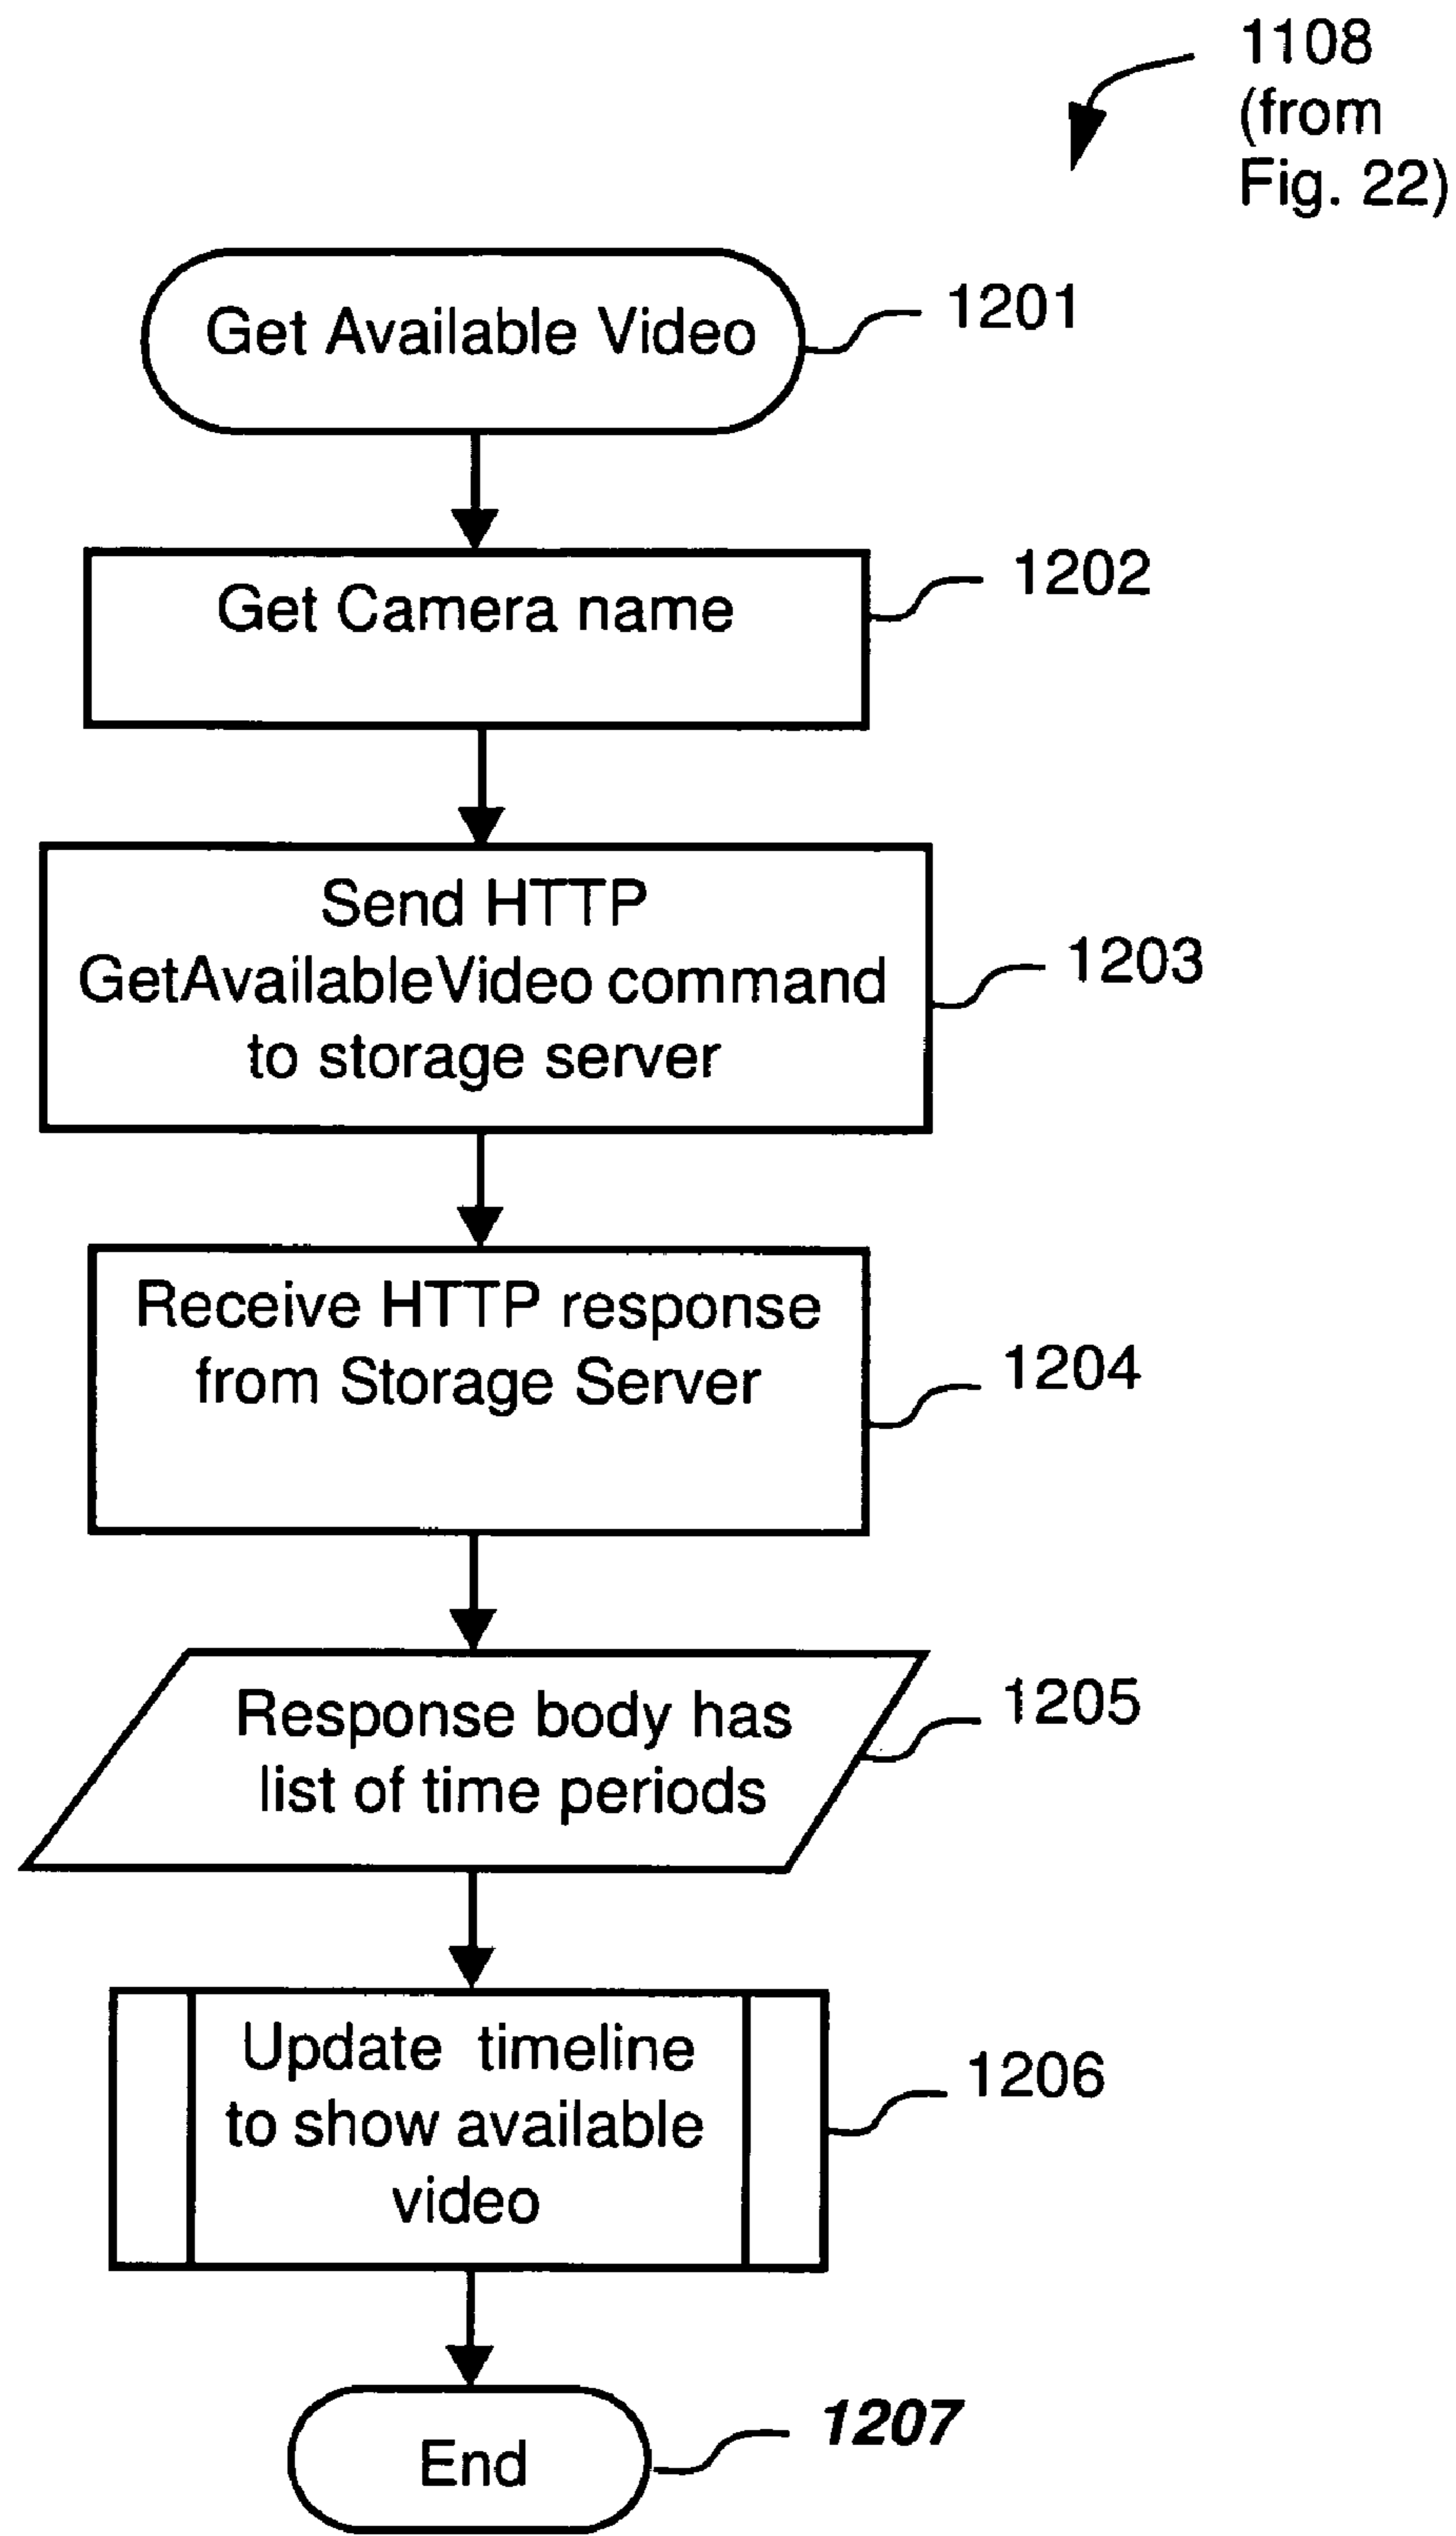 1108
(from
Fig. 22)
Get Available Video
1201
Get Camera name
1202
Send HTTP
GetAvailableVideo command
to storage server
1203
Receive HTTP response
from Storage Server
1204
Response body has
list of time periods
1205
Update timeline
to show available
video
1206
End
1207